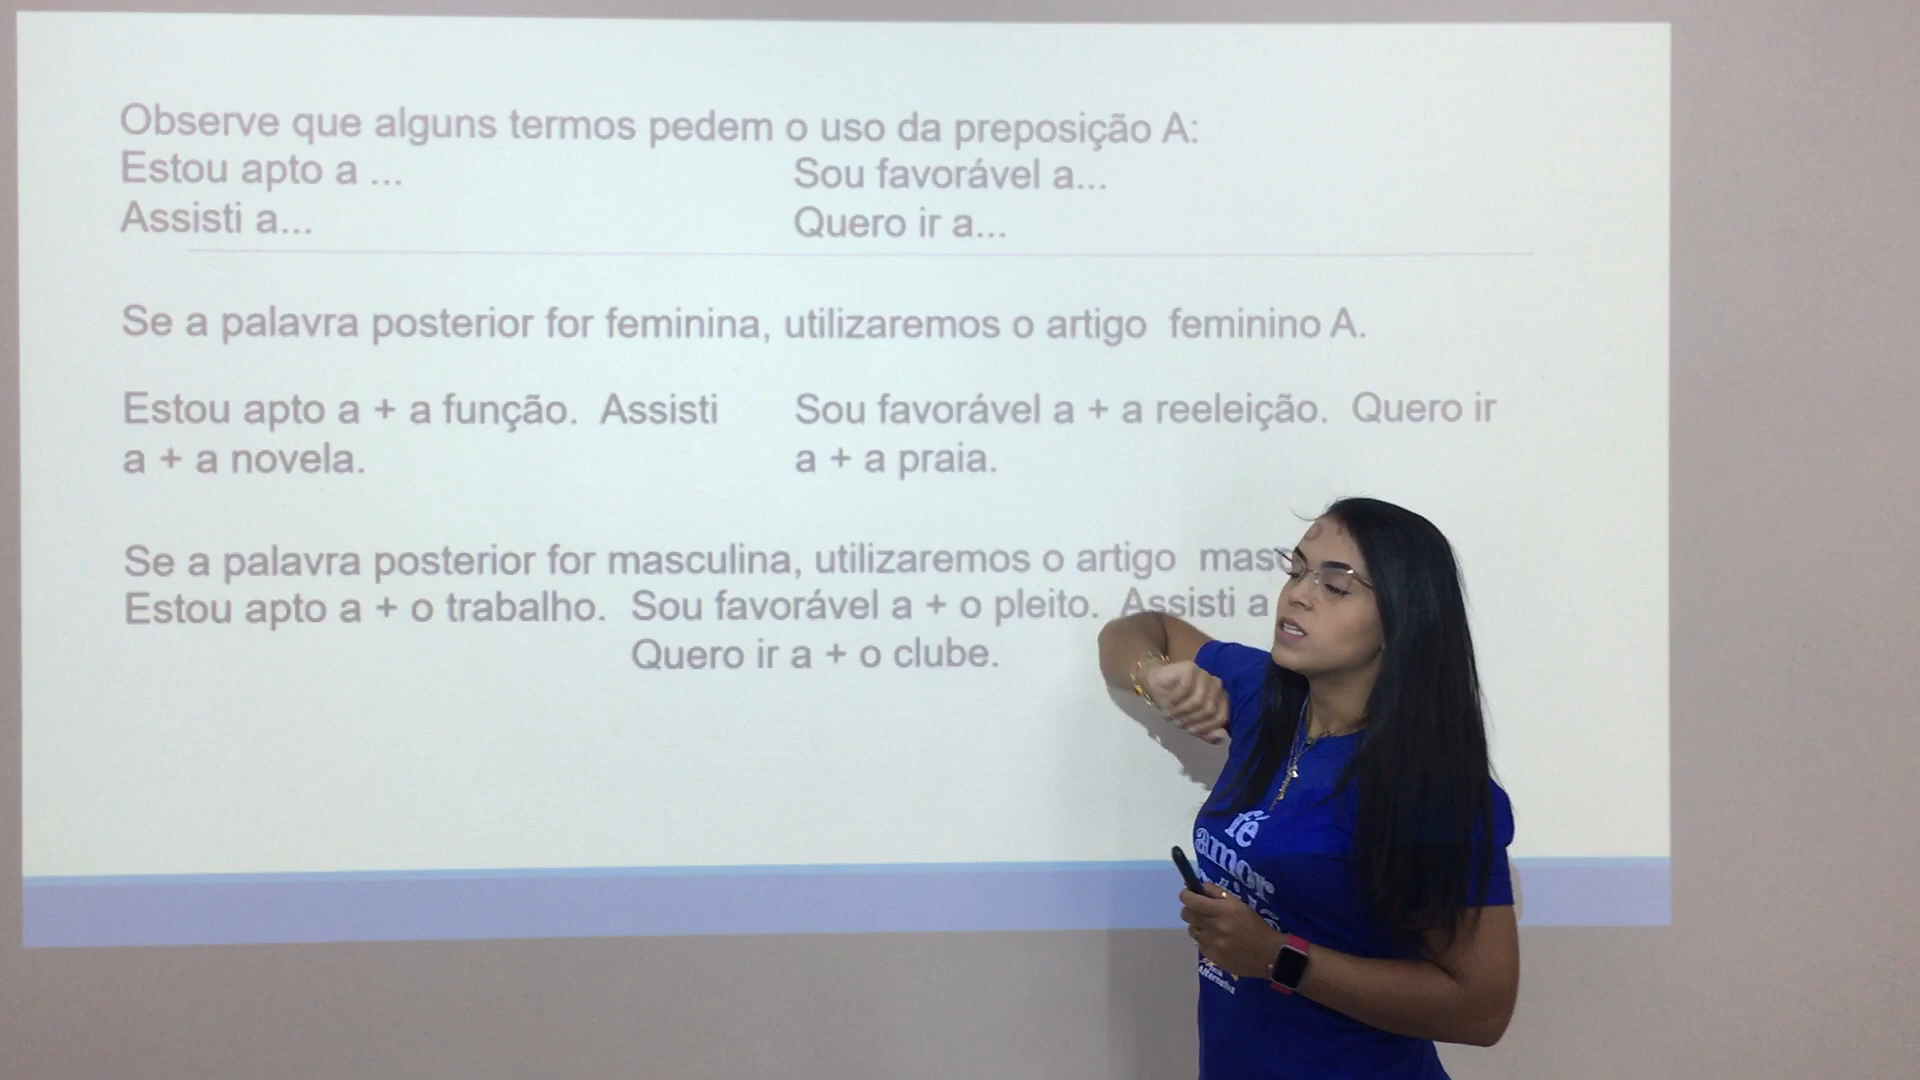 Observe que alguns termos pedem o uso da preposição A:
Estou apto a ... Sou favorável a...
Assisti a... Quero ir a...
Se a palavra posterior for feminina, utilizaremos o artigo feminino A.
Estou apto a + a função. Assisti
a + a novela.
Sou favorável a + a reeleição. Quero ir
a + a praia.
Se a palavra posterior for masculina, utilizaremos o artigo
Estou apto a + o trabalho. Sou favorável a + o pleito. Assisti a
Quero ir a + o clube.
fé
amor